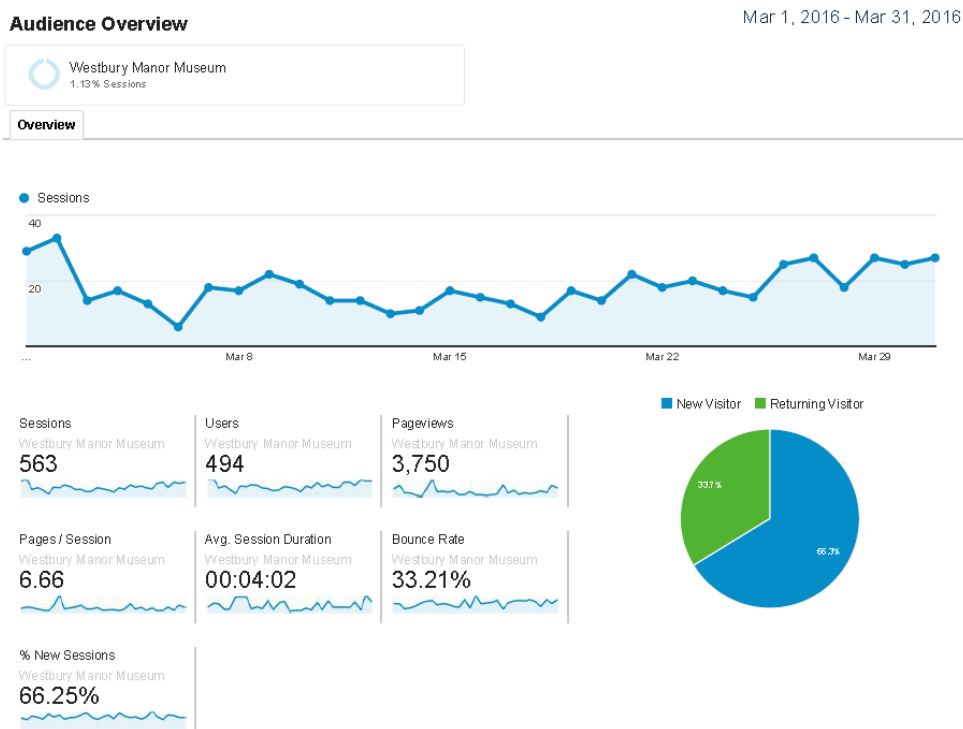 Audience Overview
Mar 1, 2016 - Mar 31, 2016
Westbury Manor Museum
1.13% Sessions
Overview
Sessions
40
20
...
Mar 8
Mar 15
Mar 22
Mar 29
New Visitor
Returning Visitor
33.7%
66.3%
Sessions
Westbury Manor Museum
563
Users
Westbury Manor Museum
494
Pageviews
Westbury Manor Museum
3,750
Pages / Session
Westbury Manor Museum
6.66
Avg. Session Duration
Westbury Manor Museum
00:04:02
Bounce Rate
Westbury Manor Museum
33.21%
% New Sessions
Westbury Manor Museum
66.25%